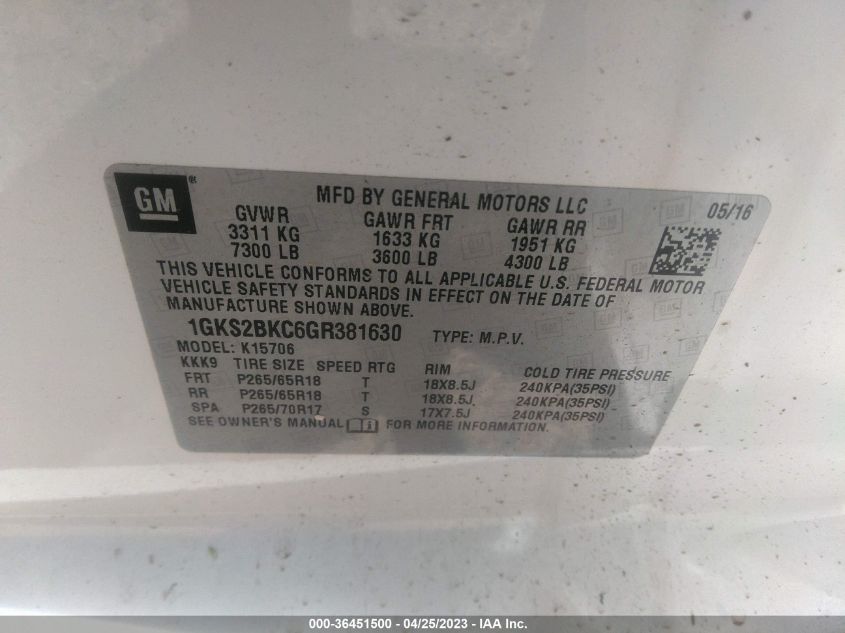 GM ®
MFD BY GENERAL MOTORS LLC
05/16
GVWR GAWR FRT GAWR RR
3311 KG 1633 KG 1951 KG
7300 LB 3600 LB 4300 LB
THIS VEHICLE CONFORMS TO ALL APPLICABLE U.S. FEDERAL MOTOR
VEHICLE SAFETY STANDARDS IN EFFECT ON THE DATE OF
MANUFACTURE SHOWN ABOVE.
1GKS2BKC6GR381630 TYPE: M.P.V.
MODEL: K15706
KKK9 TIRE SIZE SPEED RTG RIM COLD TIRE PRESSURE
FRT P265/65R18 T 18X8.5J 240KPA(35PSI)
RR P265/65R18 T 18X8.5J 240KPA(35PSI)
SPA P265/70R17 S 17X7.5J 240KPA(35PSI)
SEE OWNER'S MANUAL FOR MORE INFORMATION.
000-36451500 - 04/25/2023 - IAA Inc.